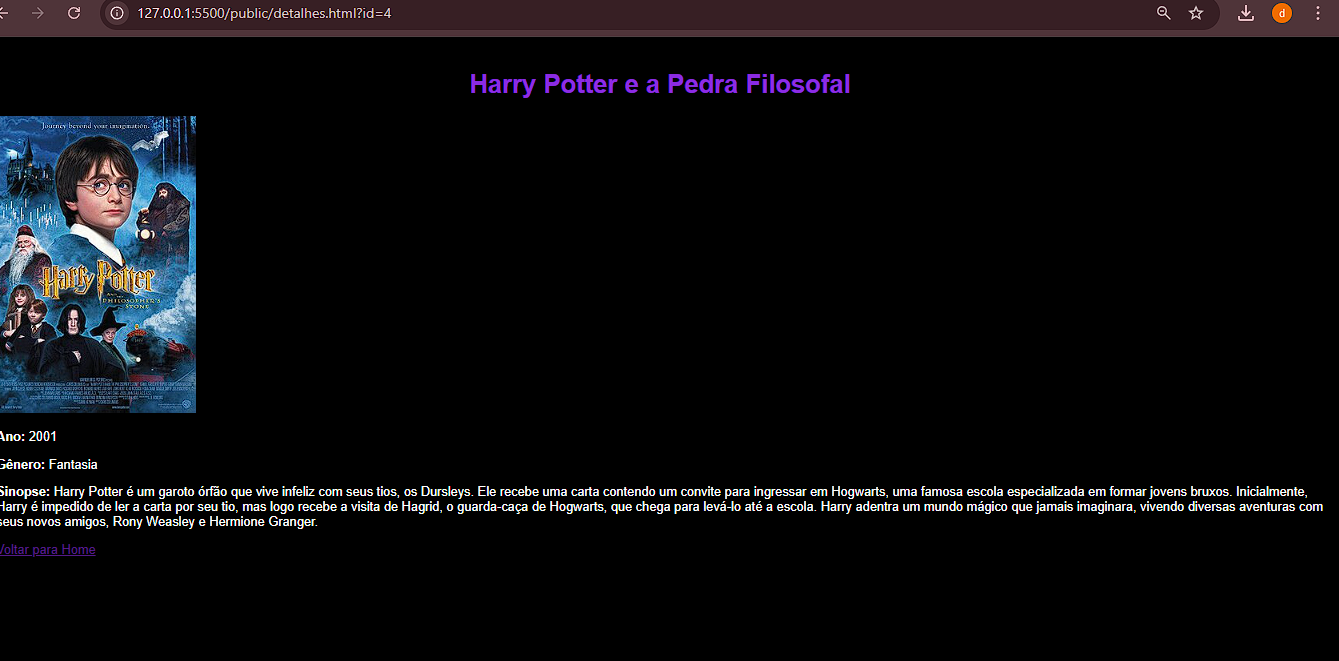 127.0.0.1:5500/public/detalhes.html?id=4
d
Harry Potter e a Pedra Filosofal
Journey beyond your imagination.
Harry Potter
AND THE
PHILOSOPHER'S
STONE
Ano: 2001
Gênero: Fantasia
Sinopse: Harry Potter é um garoto órfão que vive infeliz com seus tios, os Dursleys. Ele recebe uma carta contendo um convite para ingressar em Hogwarts, uma famosa escola especializada em formar jovens bruxos. Inicialmente,
Harry é impedido de ler a carta por seu tio, mas logo recebe a visita de Hagrid, o guarda-caça de Hogwarts, que chega para levá-lo até a escola. Harry adentra um mundo mágico que jamais imaginara, vivendo diversas aventuras com
seus novos amigos, Rony Weasley e Hermione Granger.
Voltar para Home